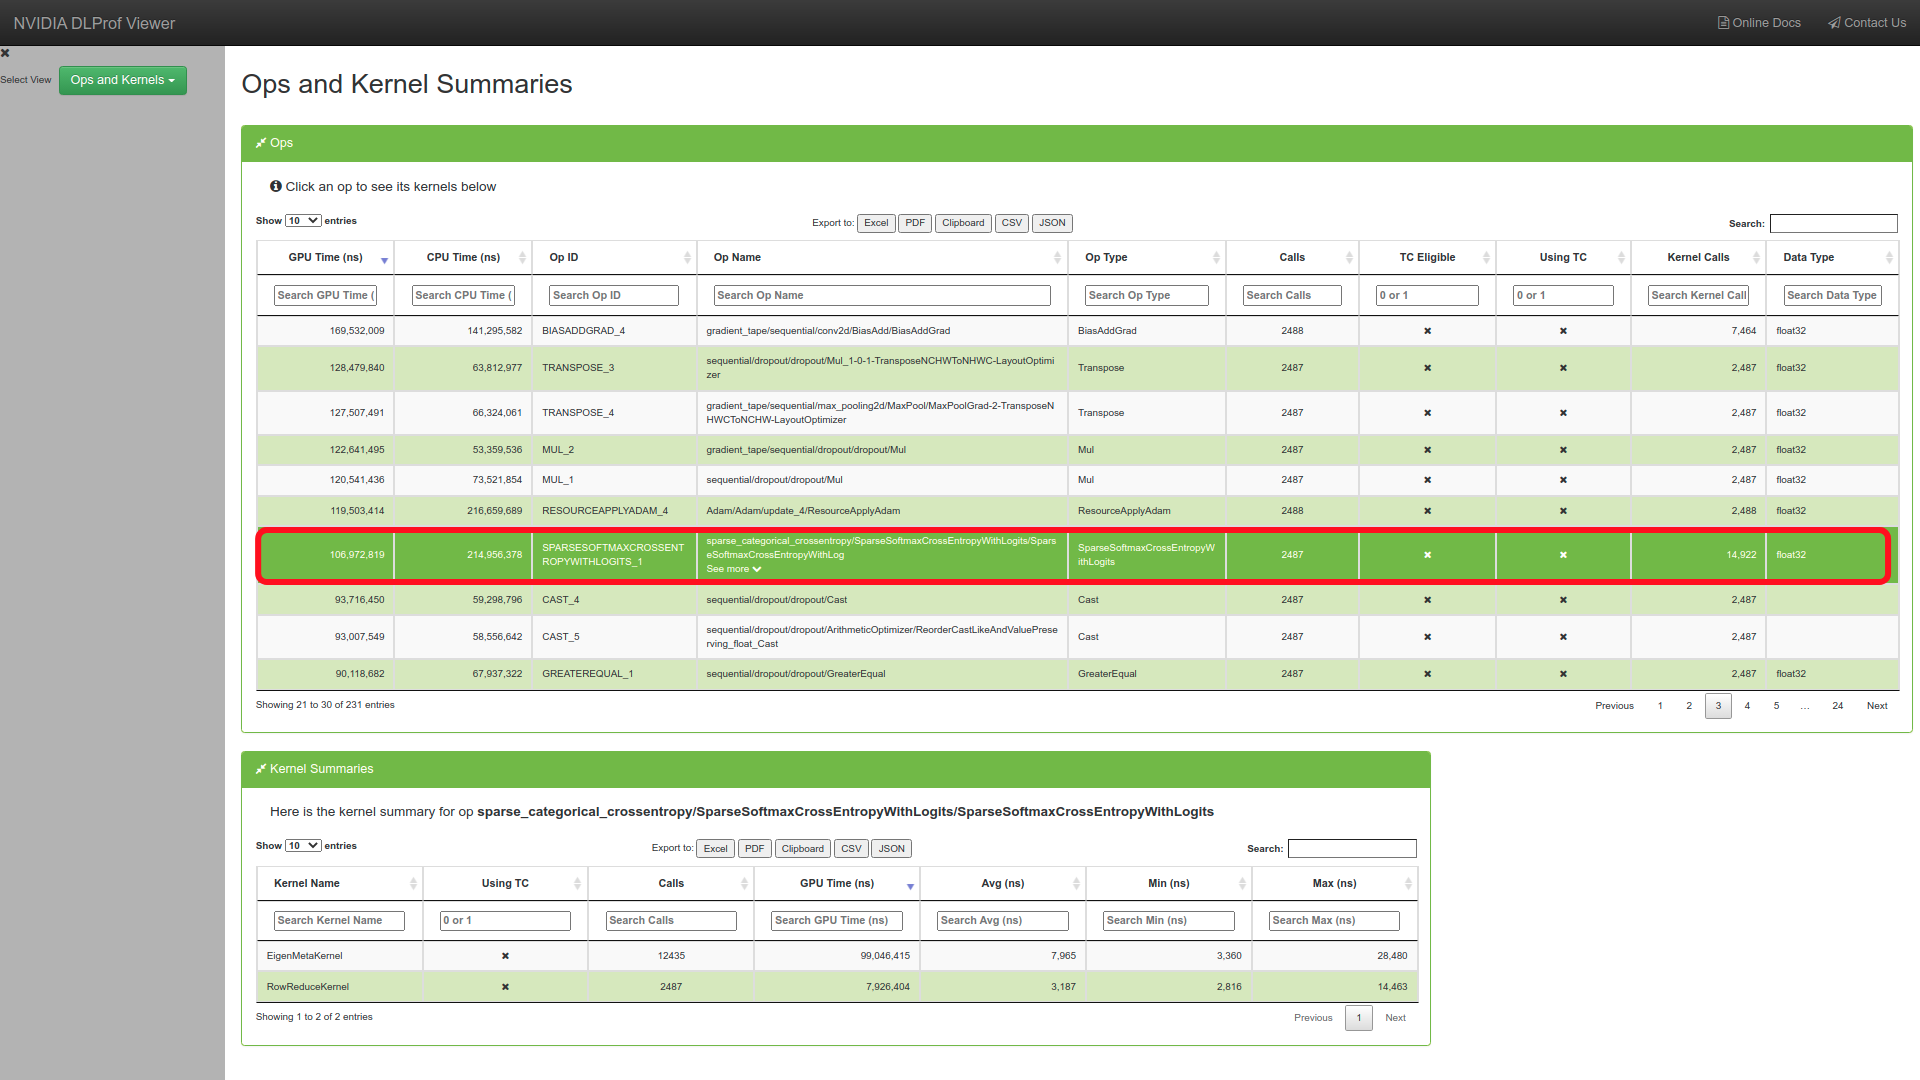 NVIDIA DLProf Viewer
Online Docs
Contact Us
Select View
Ops and Kernels
Ops and Kernel Summaries
Ops
Click an op to see its kernels below
Show 10 entries
Export to: Excel PDF Clipboard CSV JSON
Search:
GPU Time (ns) CPU Time (ns) Op ID Op Name Op Type Calls TC Eligible Using TC Kernel Calls Data Type
Search GPU Time ( Search CPU Time ( Search Op ID Search Op Name Search Op Type Search Calls 0 or 1 0 or 1 Search Kernel Call Search Data Type
169,532,009 141,295,582 BIASADDGRAD_4 gradient_tape/sequential/conv2d/BiasAdd/BiasAddGrad BiasAddGrad 2488 ✖ ✖ 7,464 float32
sequential/dropout/dropout/Mul_1-0-1-TransposeNCHWToNHWC-LayoutOptimi
128,479,840 63,812,977 TRANSPOSE_3 Transpose 2487 ✖ ✖ 2,487 float32
zer
gradient_tape/sequential/max_pooling2d/MaxPool/MaxPoolGrad-2-TransposeN
127,507,491 66,324,061 TRANSPOSE_4 Transpose 2487 ✖ ✖ 2,487 float32
HWCToNCHW-LayoutOptimizer
122,641,495 53,359,536 MUL_2 gradient_tape/sequential/dropout/dropout/Mul Mul 2487 ✖ ✖ 2,487 float32
120,541,436 73,521,854 MUL_1 sequential/dropout/dropout/Mul Mul 2487 ✖ ✖ 2,487 float32
119,503,414 216,659,689 RESOURCEAPPLYADAM_4 Adam/Adam/update_4/ResourceApplyAdam ResourceApplyAdam 2488 ✖ ✖ 2,488 float32
sparse_categorical_crossentropy/SparseSoftmaxCrossEntropyWithLogits/Spars
SPARSESOFTMAXCROSSENT SparseSoftmaxCrossEntropyW
106,972,819 214,956,378 eSoftmaxCrossEntropyWithLog 2487 ✖ ✖ 14,922 float32
ROPYWITHLOGITS_1 ithLogits
See more
93,716,450 59,298,796 CAST_4 sequential/dropout/dropout/Cast Cast 2487 ✖ ✖ 2,487
sequential/dropout/dropout/ArithmeticOptimizer/ReorderCastLikeAndValuePrese
93,007,549 58,556,642 CAST_5 Cast 2487 ✖ ✖ 2,487
rving_float_Cast
90,118,682 67,937,322 GREATEREQUAL_1 sequential/dropout/dropout/GreaterEqual GreaterEqual 2487 ✖ ✖ 2,487 float32
Showing 21 to 30 of 231 entries
Previous 1 2 3 4 5 … 24 Next
Kernel Summaries
Here is the kernel summary for op sparse_categorical_crossentropy/SparseSoftmaxCrossEntropyWithLogits/SparseSoftmaxCrossEntropyWithLogits
Show 10 entries
Export to: Excel PDF Clipboard CSV JSON
Search:
Kernel Name Using TC Calls GPU Time (ns) Avg (ns) Min (ns) Max (ns)
Search Kernel Name 0 or 1 Search Calls Search GPU Time (ns) Search Avg (ns) Search Min (ns) Search Max (ns)
EigenMetaKernel ✖ 12435 99,046,415 7,965 3,360 28,480
RowReduceKernel ✖ 2487 7,926,404 3,187 2,816 14,463
Showing 1 to 2 of 2 entries
Previous 1 Next